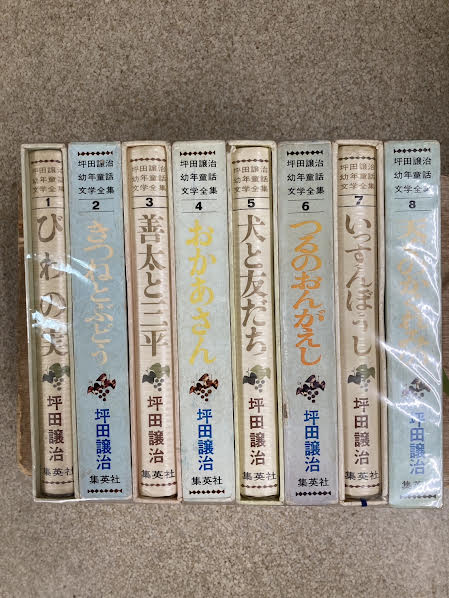 坪田譲治
幼年童話
文学全集
1
びわの実
坪田譲治
集英社
坪田譲治
幼年童話
文学全集
2
きつねとぶどう
坪田譲治
集英社
坪田譲治
幼年童話
文学全集
3
善太と三平
坪田譲治
集英社
坪田譲治
幼年童話
文学全集
4
おかあさん
坪田譲治
集英社
坪田譲治
幼年童話
文学全集
5
犬と友だち
坪田譲治
集英社
坪田譲治
幼年童話
文学全集
6
つるのおんがえし
坪田譲治
集英社
坪田譲治
幼年童話
文学全集
7
いっすんぼうし
坪田譲治
集英社
坪田譲治
幼年童話
文学全集
8
坪田譲治
集英社